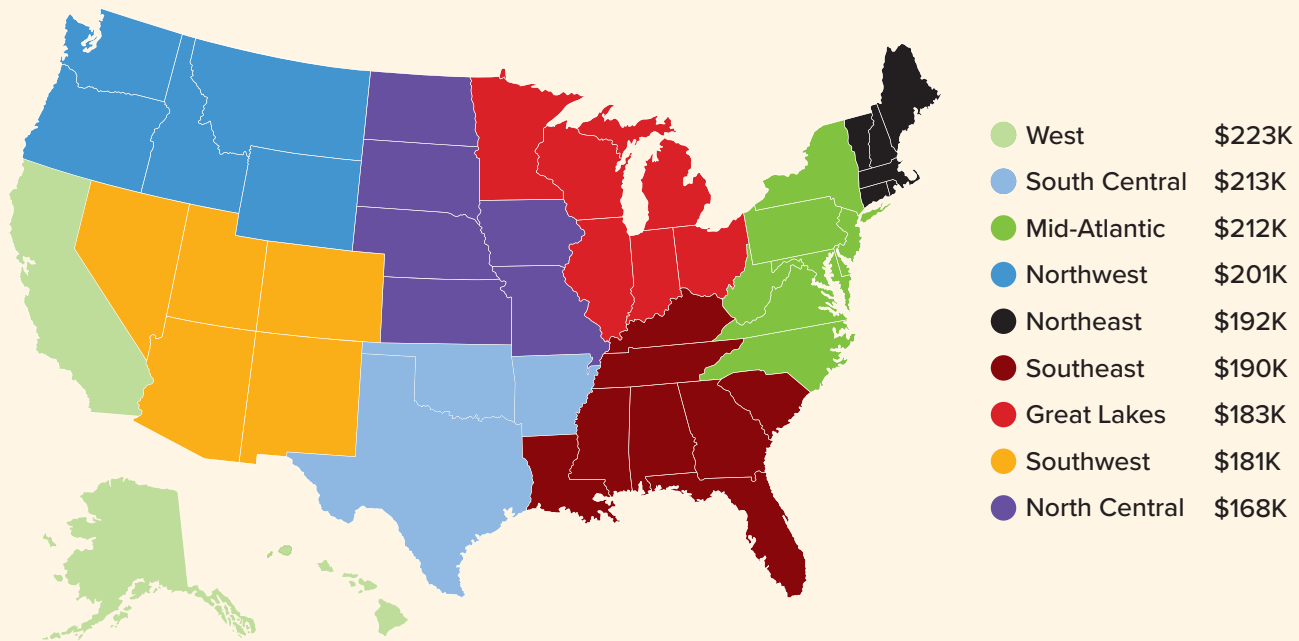 West $223K
South Central $213K
Mid-Atlantic $212K
Northwest $201K
Northeast $192K
Southeast $190K
Great Lakes $183K
Southwest $181K
North Central $168K